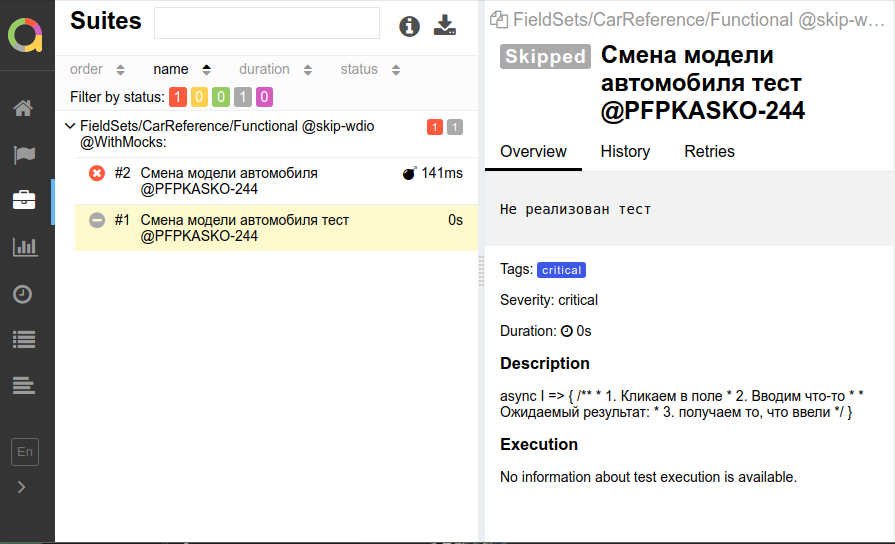 Suites
order
name
duration
status
Filter by status: 1 0 0 1 0
FieldSets/CarReference/Functional @skip-wdio
@WithMocks:
1 1
#2 Смена модели автомобиля
@PFPKASKO-244
141ms
#1 Смена модели автомобиля тест
@PFPKASKO-244
0s
En
FieldSets/CarReference/Functional @skip-w…
Skipped
Смена модели
автомобиля тест
@PFPKASKO-244
Overview
History
Retries
Не реализован тест
Tags: critical
Severity: critical
Duration: 0s
Description
async I => { /** * 1. Кликаем в поле * 2. Вводим что-то * *
Ожидаемый результат: * 3. получаем то, что ввели */ }
Execution
No information about test execution is available.